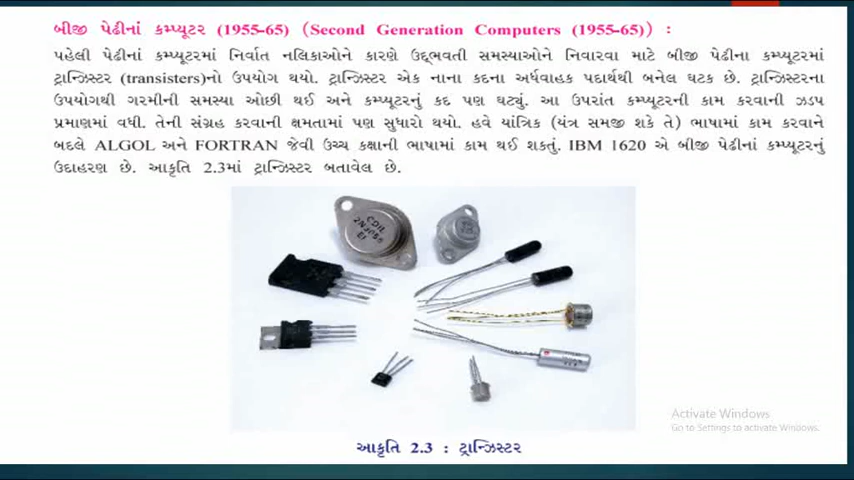 બીજી પેઢીનાં કમ્પ્યૂટર (1955-65) (Second Generation Computers (1955-65)) :
પહેલી પેઢીનાં કમ્પ્યૂટરમાં નિર્વાત નલિકાઓને કારણે ઉદ્દ્ભવતી સમસ્યાઓને નિવારવા માટે બીજી પેઢીના કમ્પ્યૂટરમાં
ટ્રાન્ઝિસ્ટર (transisters)નો ઉપયોગ થયો. ટ્રાન્ઝિસ્ટર એક નાના કદના અર્ધવાહક પદાર્થથી બનેલ ઘટક છે. ટ્રાન્ઝિસ્ટરના
ઉપયોગથી ગરમીની સમસ્યા ઓછી થઈ અને કમ્પ્યૂટરનું કદ પણ ઘટ્યું. આ ઉપરાંત કમ્પ્યૂટરની કામ કરવાની ઝડપ
પ્રમાણમાં વધી. તેની સંગ્રહ કરવાની ક્ષમતામાં પણ સુધારો થયો. હવે યાંત્રિક (યંત્ર સમજી શકે તે) ભાષામાં કામ કરવાને
બદલે ALGOL અને FORTRAN જેવી ઉચ્ચ કક્ષાની ભાષામાં કામ થઈ શકતું. IBM 1620 એ બીજી પેઢીનાં કમ્પ્યૂટરનું
ઉદાહરણ છે. આકૃતિ 2.3માં ટ્રાન્ઝિસ્ટર બતાવેલ છે.
CDIL
2N3055
આકૃતિ 2.3 : ટ્રાન્ઝિસ્ટર
Activate Windows
Go to Settings to activate Windows.